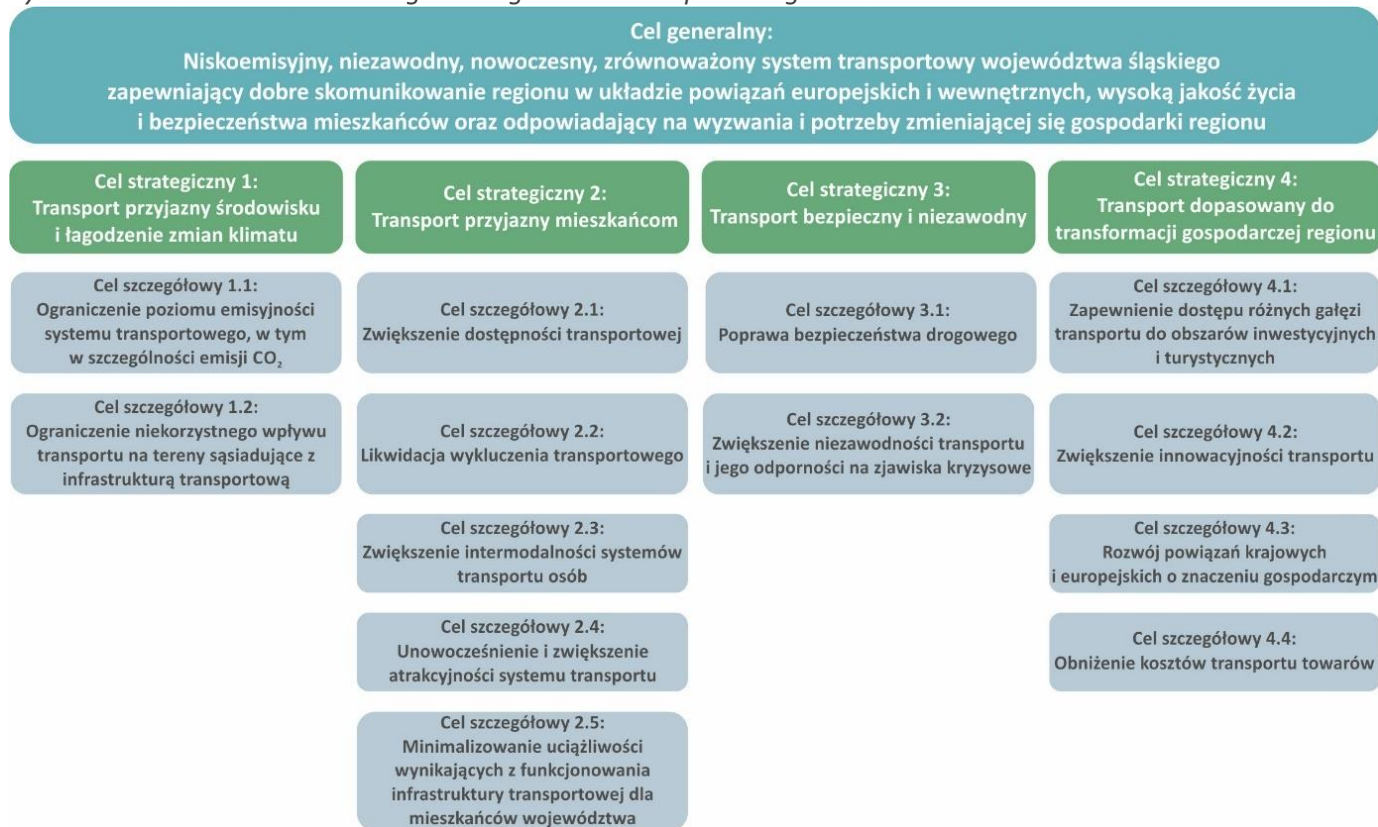 Cel generalny:
Niskoemisyjny, niezawodny, nowoczesny, zrównoważony system transportowy województwa śląskiego
zapewniający dobre skomunikowanie regionu w układzie powiązań europejskich i wewnętrznych, wysoką jakość życia
i bezpieczeństwa mieszkańców oraz odpowiadający na wyzwania i potrzeby zmieniającej się gospodarki regionu
Cel strategiczny 1:
Transport przyjazny środowisku
i łagodzenie zmian klimatu
Cel szczegółowy 1.1:
Ograniczenie poziomu emisyjności
systemu transportowego, w tym
w szczególności emisji CO₂
Cel szczegółowy 1.2:
Ograniczenie niekorzystnego wpływu
transportu na tereny sąsiadujące z
infrastrukturą transportową
Cel strategiczny 2:
Transport przyjazny mieszkańcom
Cel szczegółowy 2.1:
Zwiększenie dostępności transportowej
Cel szczegółowy 2.2:
Likwidacja wykluczenia transportowego
Cel szczegółowy 2.3:
Zwiększenie intermodalności systemów
transportu osób
Cel szczegółowy 2.4:
Unowocześnienie i zwiększenie
atrakcyjności systemu transportu
Cel szczegółowy 2.5:
Minimalizowanie uciążliwości
wynikających z funkcjonowania
infrastruktury transportowej dla
mieszkańców województwa
Cel strategiczny 3:
Transport bezpieczny i niezawodny
Cel szczegółowy 3.1:
Poprawa bezpieczeństwa drogowego
Cel szczegółowy 3.2:
Zwiększenie niezawodności transportu
i jego odporności na zjawiska kryzysowe
Cel strategiczny 4:
Transport dopasowany do
transformacji gospodarczej regionu
Cel szczegółowy 4.1:
Zapewnienie dostępu różnych gałęzi
transportu do obszarów inwestycyjnych
i turystycznych
Cel szczegółowy 4.2:
Zwiększenie innowacyjności transportu
Cel szczegółowy 4.3:
Rozwój powiązań krajowych
i europejskich o znaczeniu gospodarczym
Cel szczegółowy 4.4:
Obniżenie kosztów transportu towarów